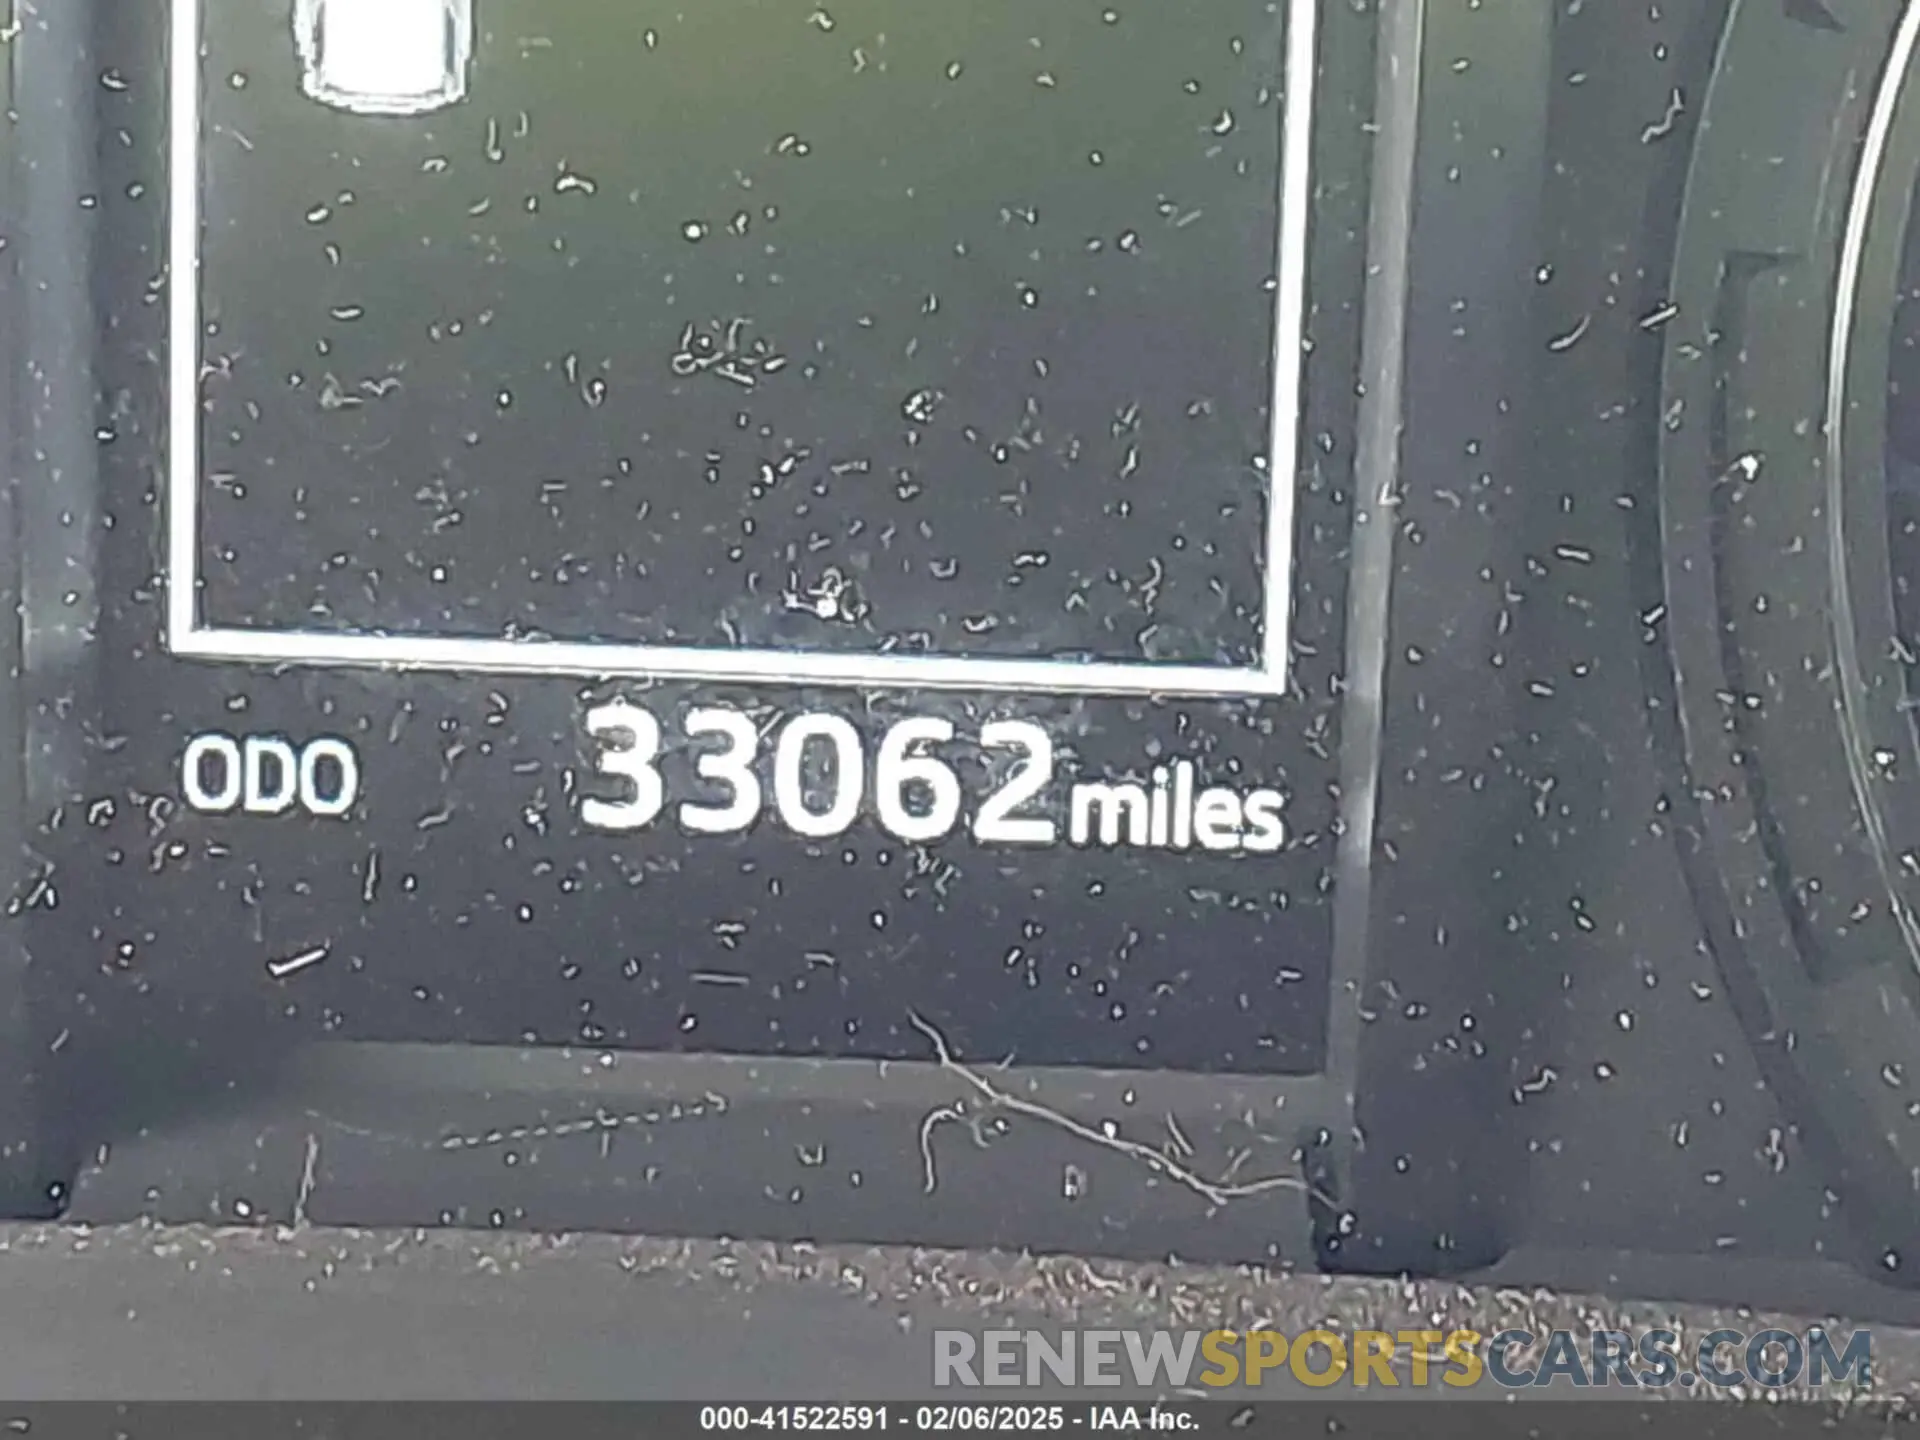 ODO 33062 miles
RENEWSPORTSCARS.COM
000-41522591 - 02/06/2025 - IAA Inc.